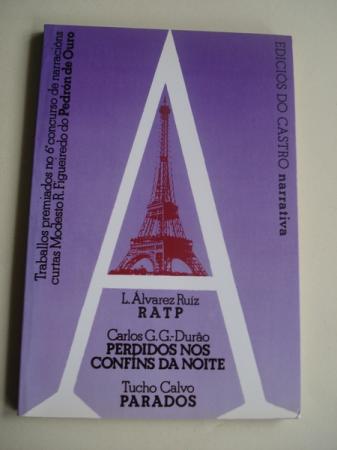 Traballos premiados no 6º concurso de narracións
curtas Modesto R. Figueiredo do Pedrón de Ouro
EDICIOS DO CASTRO narrativa
L. Álvarez Ruíz
RATP
Carlos G. G.-Durão
PERDIDOS NOS
CONFÍNS DA NOITE
Tucho Calvo
PARADOS